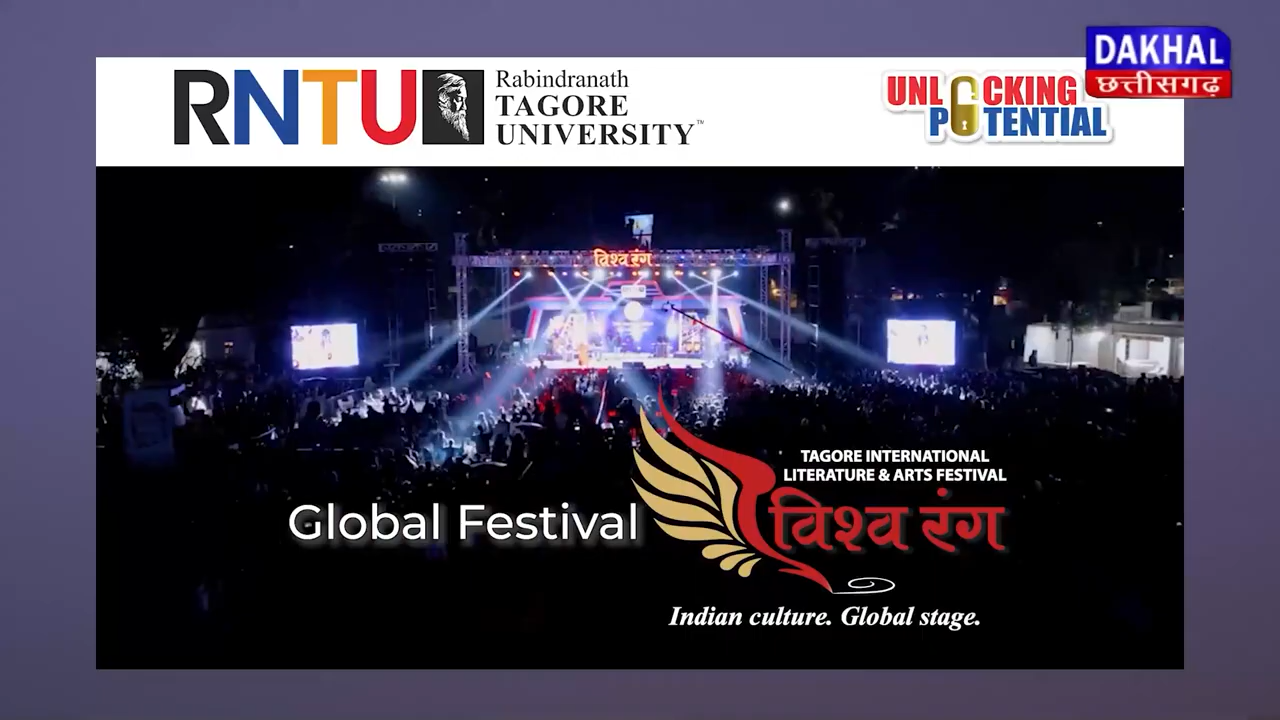 RNTU
Rabindranath
TAGORE
UNIVERSITY™
UNLOCKING
POTENTIAL
DAKHAL
छत्तीसगढ़
विश्व रंग
TAGORE INTERNATIONAL
LITERATURE & ARTS FESTIVAL
Global Festival
विश्व रंग
Indian culture. Global stage.